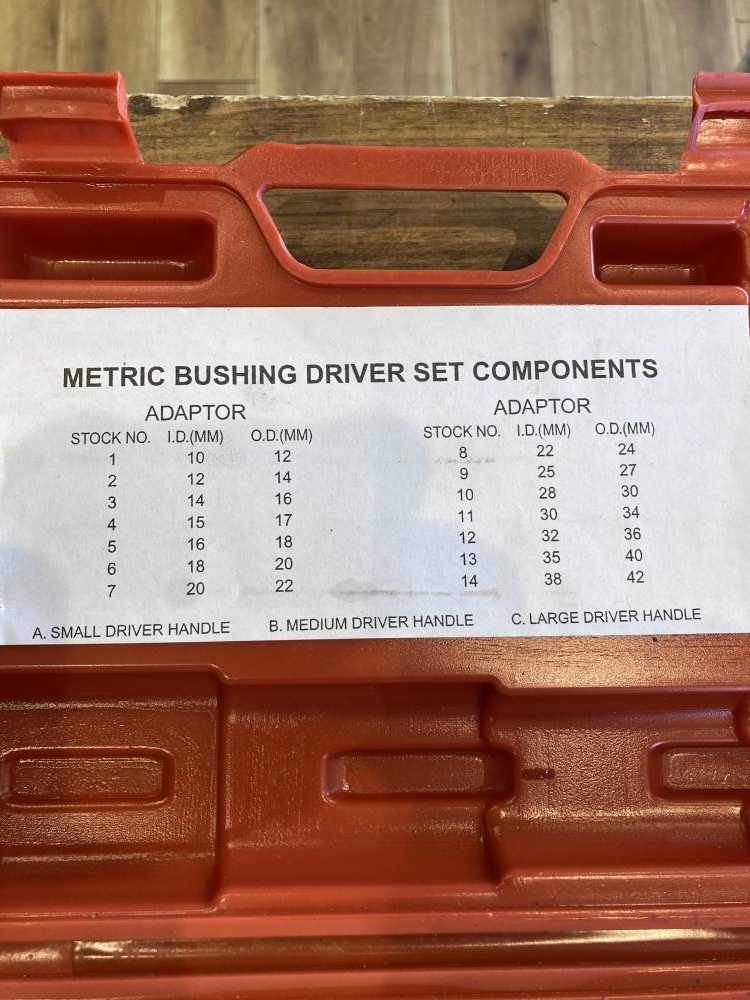 METRIC BUSHING DRIVER SET COMPONENTS
ADAPTOR
STOCK NO. I.D.(MM) O.D.(MM)
1 10 12
2 12 14
3 14 16
4 15 17
5 16 18
6 18 20
7 20 22
ADAPTOR
STOCK NO. I.D.(MM) O.D.(MM)
8 22 24
9 25 27
10 28 30
11 30 34
12 32 36
13 35 40
14 38 42
A. SMALL DRIVER HANDLE B. MEDIUM DRIVER HANDLE C. LARGE DRIVER HANDLE